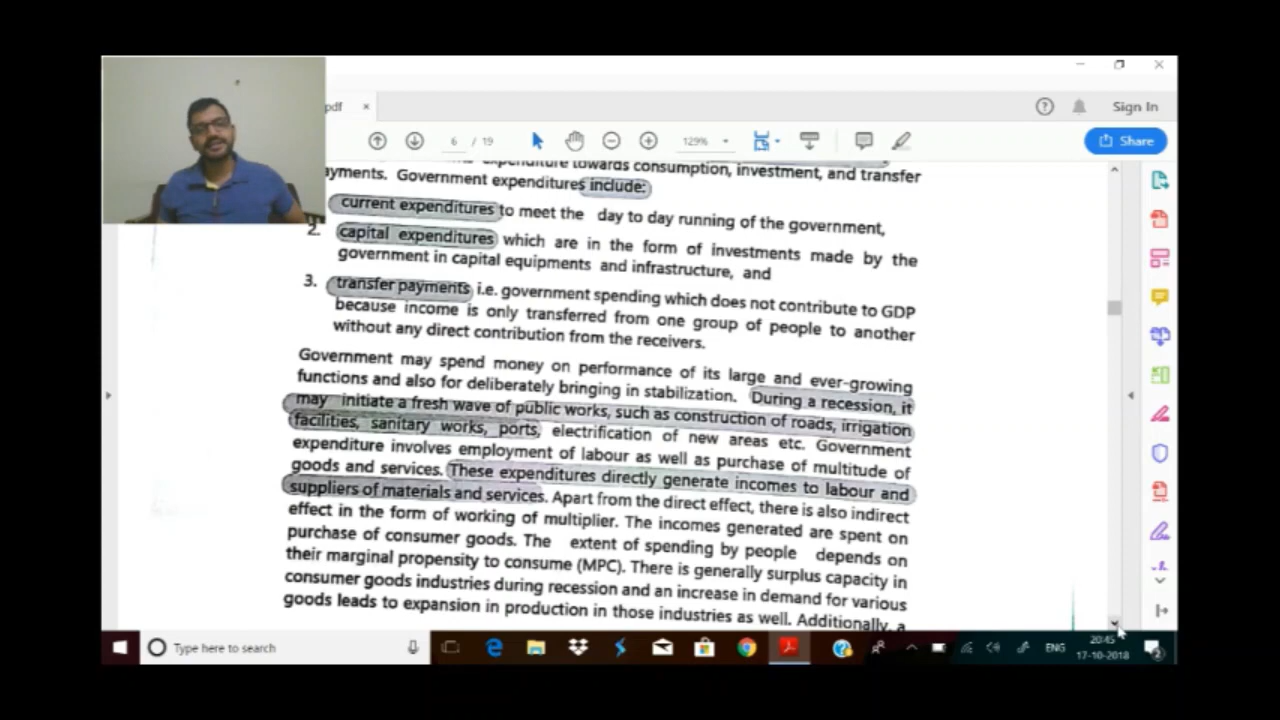 pdf
Sign In
6 / 19
129%
Share
expenditure towards consumption, investment, and transfer
ayments. Government expenditures include:
current expenditures to meet the day to day running of the government,
2. capital expenditures which are in the form of investments made by the
government in capital equipments and infrastructure, and
3. transfer payments i.e. government spending which does not contribute to GDP
because income is only transferred from one group of people to another
without any direct contribution from the receivers.
Government may spend money on performance of its large and ever-growing
functions and also for deliberately bringing in stabilization. During a recession, it
may initiate a fresh wave of public works, such as construction of roads, irrigation
facilities, sanitary works, ports, electrification of new areas etc. Government
expenditure involves employment of labour as well as purchase of multitude of
goods and services. These expenditures directly generate incomes to labour and
suppliers of materials and services. Apart from the direct effect, there is also indirect
effect in the form of working of multiplier. The incomes generated are spent on
purchase of consumer goods. The extent of spending by people depends on
their marginal propensity to consume (MPC). There is generally surplus capacity in
consumer goods industries during recession and an increase in demand for various
goods leads to expansion in production in those industries as well. Additionally, a
Type here to search
ENG
20:45
17-10-2018
2